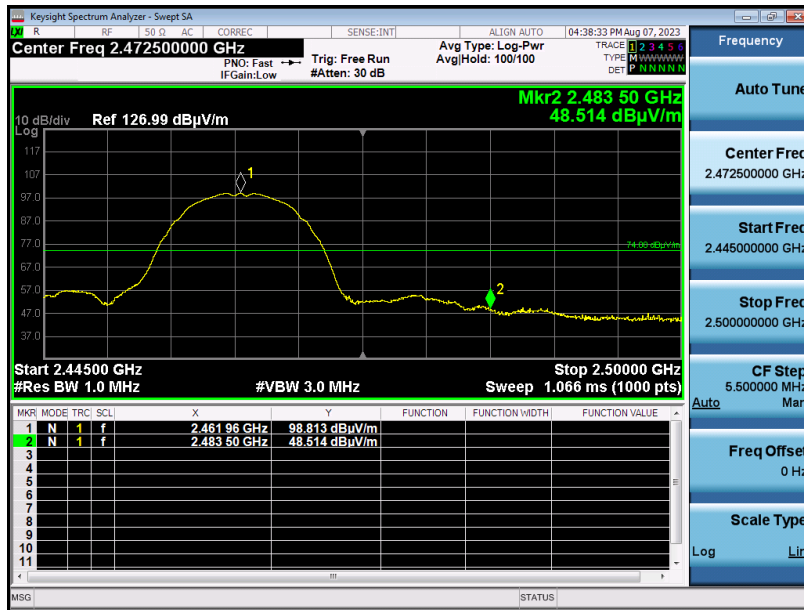 Keysight Spectrum Analyzer - Swept SA
LXI R RF 50 Ω AC CORREC SENSE:INT ALIGN AUTO 04:38:33 PM Aug 07, 2023
Center Freq 2.472500000 GHz
PNO: Fast
IFGain:Low
Trig: Free Run
#Atten: 30 dB
Avg Type: Log-Pwr
Avg|Hold: 100/100
TRACE 1 2 3 4 5 6
TYPE M W W W W W
DET P N N N N N
Mkr2 2.483 50 GHz
48.514 dBµV/m
10 dB/div Ref 126.99 dBµV/m
Log
117
107
97.0
87.0
77.0
67.0
57.0
47.0
37.0
1
74.00 dBµV/m
2
Start 2.44500 GHz Stop 2.50000 GHz
#Res BW 1.0 MHz #VBW 3.0 MHz Sweep 1.066 ms (1000 pts)
MKR MODE TRC SCL X Y FUNCTION FUNCTION WIDTH FUNCTION VALUE
1 N 1 f 2.461 96 GHz 98.813 dBµV/m
2 N 1 f 2.483 50 GHz 48.514 dBµV/m
3
4
5
6
7
8
9
10
11
MSG STATUS
Frequency
Auto Tune
Center Freq
2.472500000 GHz
Start Freq
2.445000000 GHz
Stop Freq
2.500000000 GHz
CF Step
5.500000 MHz
Auto Man
Freq Offset
0 Hz
Scale Type
Log Lin